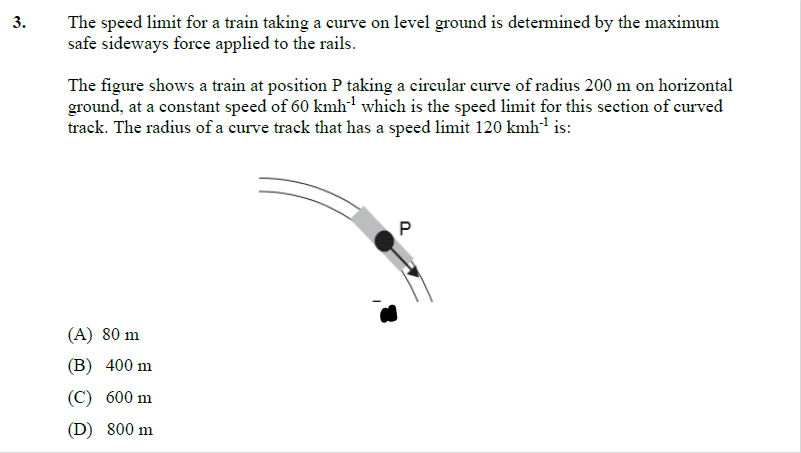 3. The speed limit for a train taking a curve on level ground is determined by the maximum
safe sideways force applied to the rails.
The figure shows a train at position P taking a circular curve of radius 200 m on horizontal
ground, at a constant speed of 60 kmh⁻¹ which is the speed limit for this section of curved
track. The radius of a curve track that has a speed limit 120 kmh⁻¹ is:
P
(A) 80 m
(B) 400 m
(C) 600 m
(D) 800 m